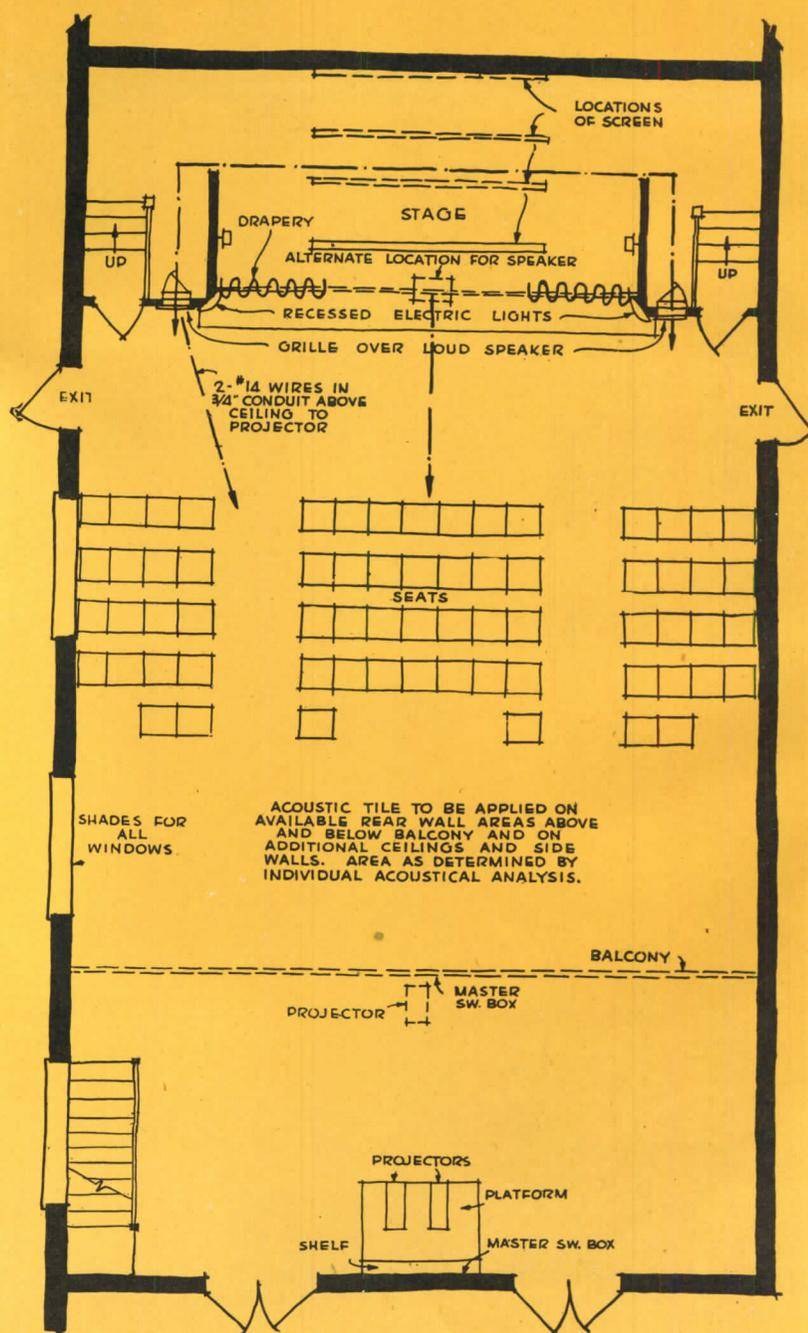 LOCATIONS
OF SCREEN
STAGE
DRAPERY
UP
ALTERNATE LOCATION FOR SPEAKER
UP
RECESSED ELECTRIC LIGHTS
GRILLE OVER LOUD SPEAKER
EXIT
2-#14 WIRES IN
3/4" CONDUIT ABOVE
CEILING TO
PROJECTOR
EXIT
SEATS
SHADES FOR
ALL
WINDOWS
ACOUSTIC TILE TO BE APPLIED ON
AVAILABLE REAR WALL AREAS ABOVE
AND BELOW BALCONY AND ON
ADDITIONAL CEILINGS AND SIDE
WALLS. AREA AS DETERMINED BY
INDIVIDUAL ACOUSTICAL ANALYSIS.
BALCONY
MASTER
SW. BOX
PROJECTOR
PROJECTORS
PLATFORM
SHELF
MASTER SW. BOX